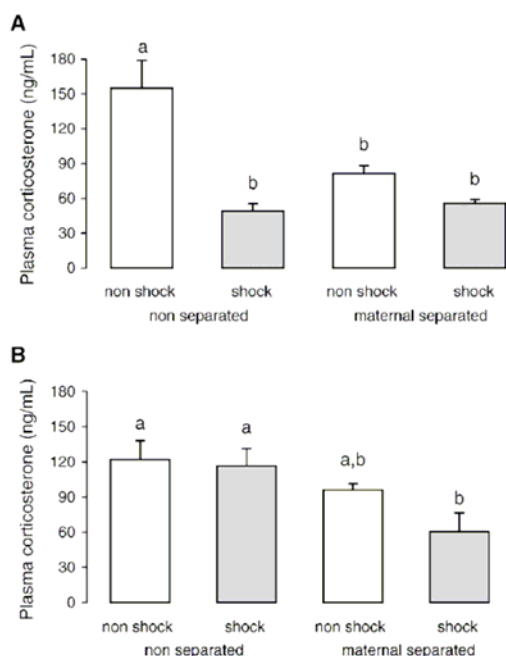 A
Plasma corticosterone (ng/mL)
180
150
120
90
60
30
0
a
b
b
b
non shock shock non shock shock
non separated maternal separated
B
Plasma corticosterone (ng/mL)
180
150
120
90
60
30
0
a
a
a,b
b
non shock shock non shock shock
non separated maternal separated